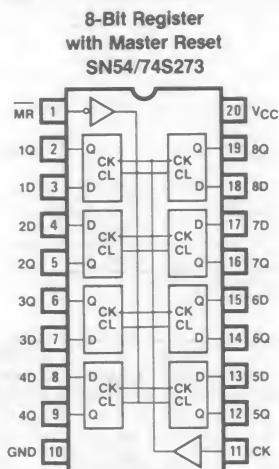 8-Bit Register
with Master Reset
SN54/74S273
MR 1 20 VCC
1Q 2 Q Q 19 8Q
CK CK
CL CL
1D 3 D D 18 8D
2D 4 D D 17 7D
CK CK
CL CL
2Q 5 Q Q 16 7Q
3Q 6 Q D 15 6D
CK CK
CL CL
3D 7 D Q 14 6Q
4D 8 D D 13 5D
CK CK
CL CL
4Q 9 Q Q 12 5Q
GND 10 11 CK